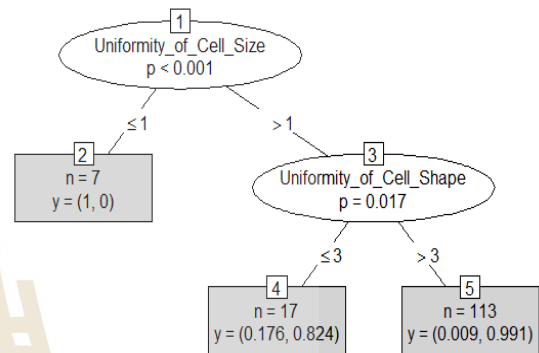 1
Uniformity_of_Cell_Size
p < 0.001
≤ 1
> 1
2
n = 7
y = (1, 0)
3
Uniformity_of_Cell_Shape
p = 0.017
≤ 3
> 3
4
n = 17
y = (0.176, 0.824)
5
n = 113
y = (0.009, 0.991)